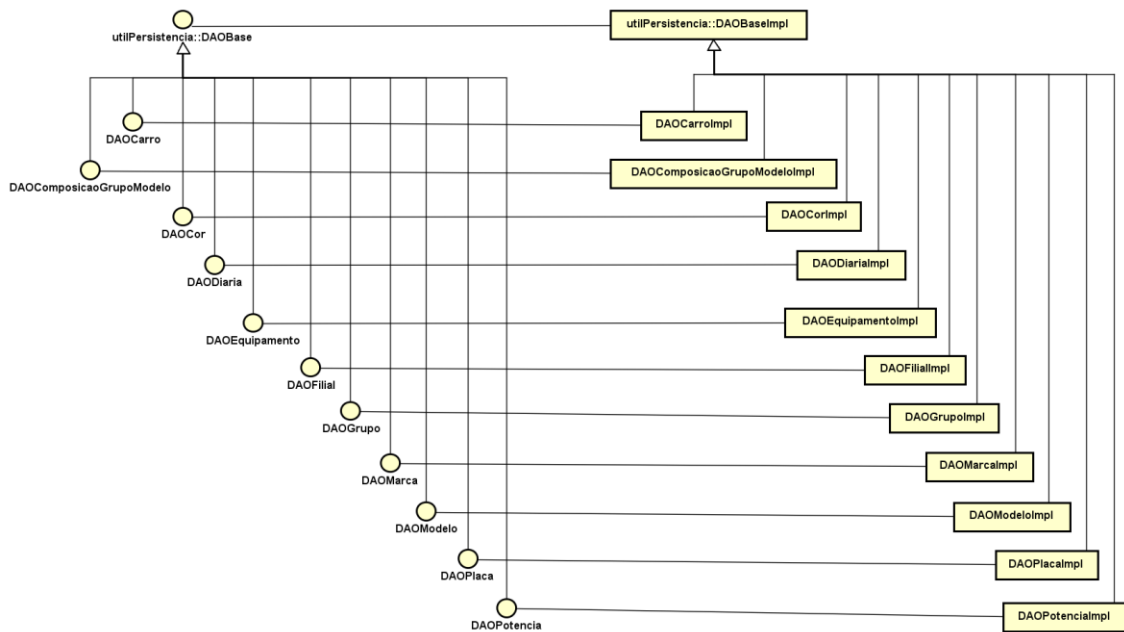 utilPersistencia::DAOBase
utilPersistencia::DAOBaseImpl
DAOCarro
DAOCarroImpl
DAOComposicaoGrupoModelo
DAOComposicaoGrupoModeloImpl
DAOCor
DAOCorImpl
DAODiaria
DAODiariaImpl
DAOEquipamento
DAOEquipamentoImpl
DAOFilial
DAOFilialImpl
DAOGrupo
DAOGrupoImpl
DAOMarca
DAOMarcaImpl
DAOModelo
DAOModeloImpl
DAOPlaca
DAOPlacaImpl
DAOPotencia
DAOPotenciaImpl